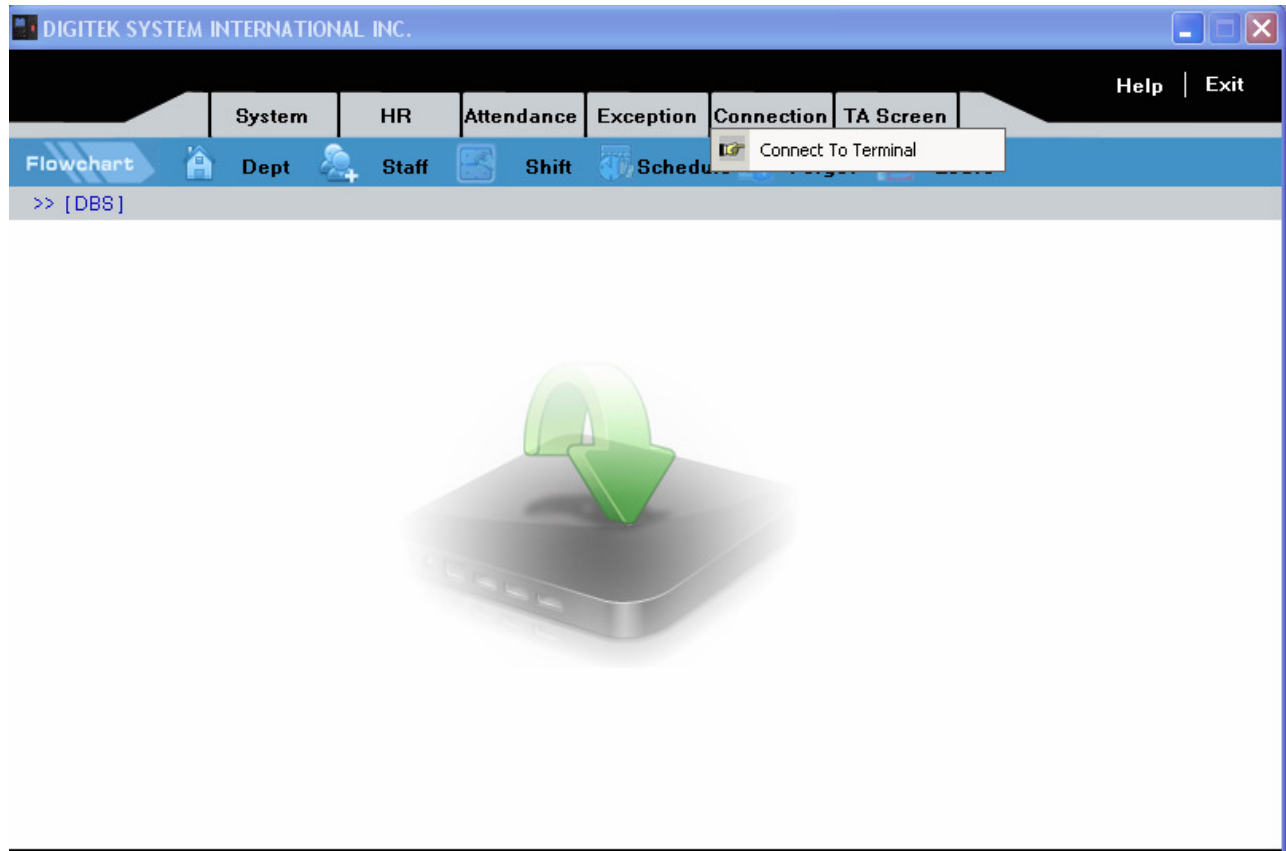 DIGITEK SYSTEM INTERNATIONAL INC.
Help | Exit
System HR Attendance Exception Connection TA Screen
Connect To Terminal
Flowchart Dept Staff Shift
>> [DBS]